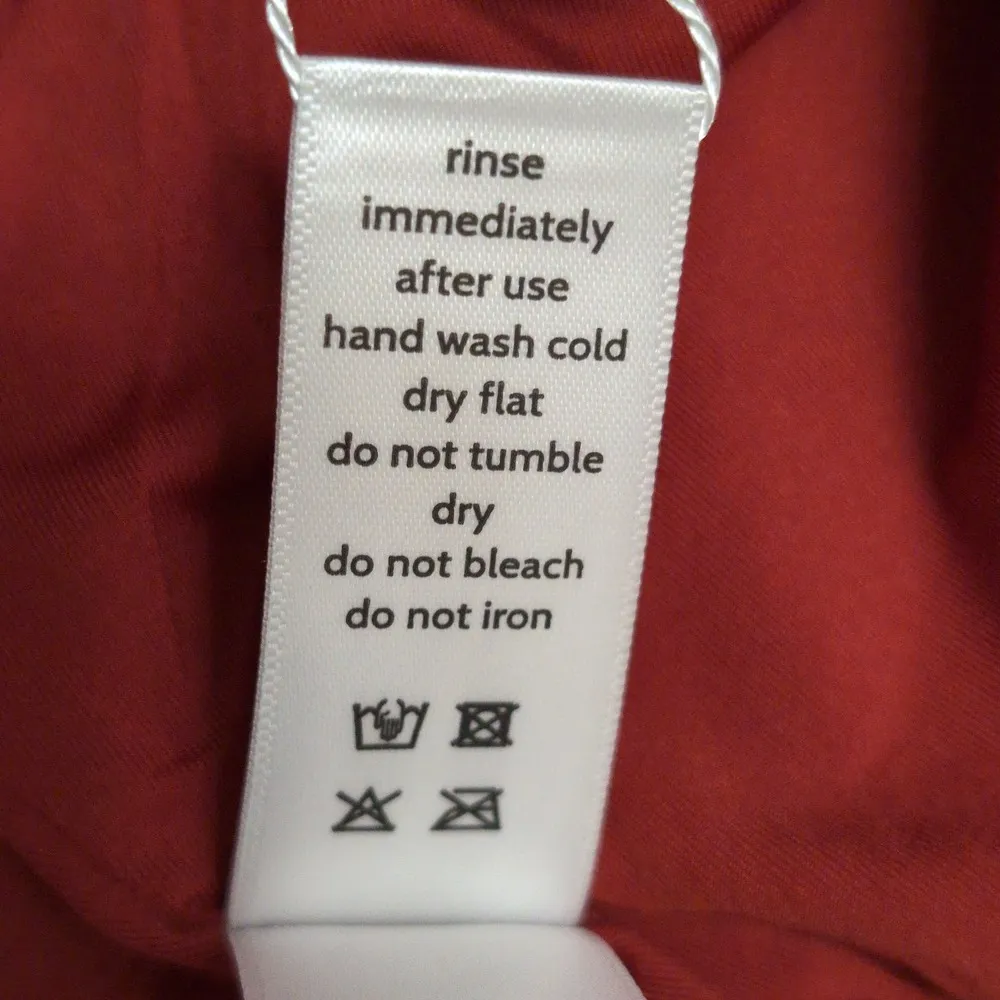 rinse
immediately
after use
hand wash cold
dry flat
do not tumble
dry
do not bleach
do not iron